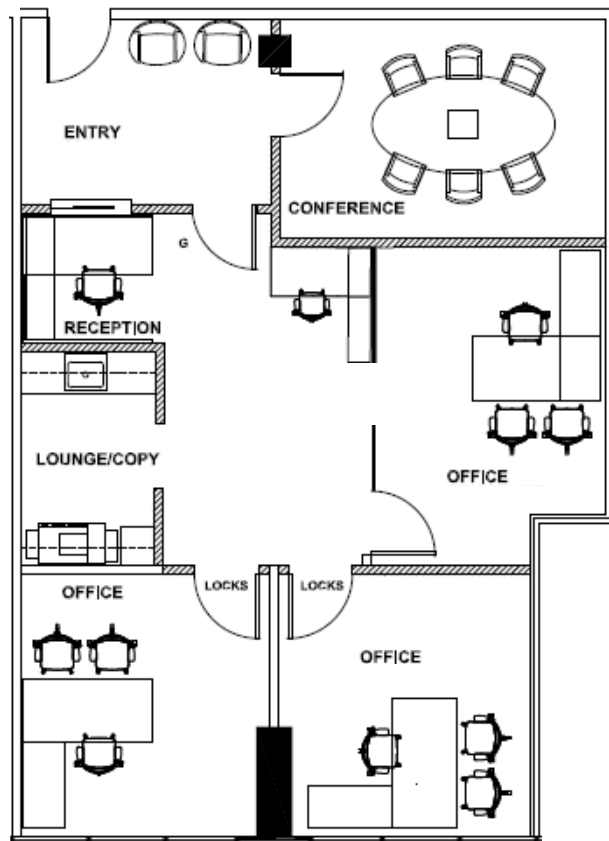 ENTRY
CONFERENCE
G
RECEPTION
G
LOUNGE/COPY
OFFICE
OFFICE
LOCKS
LOCKS
OFFICE